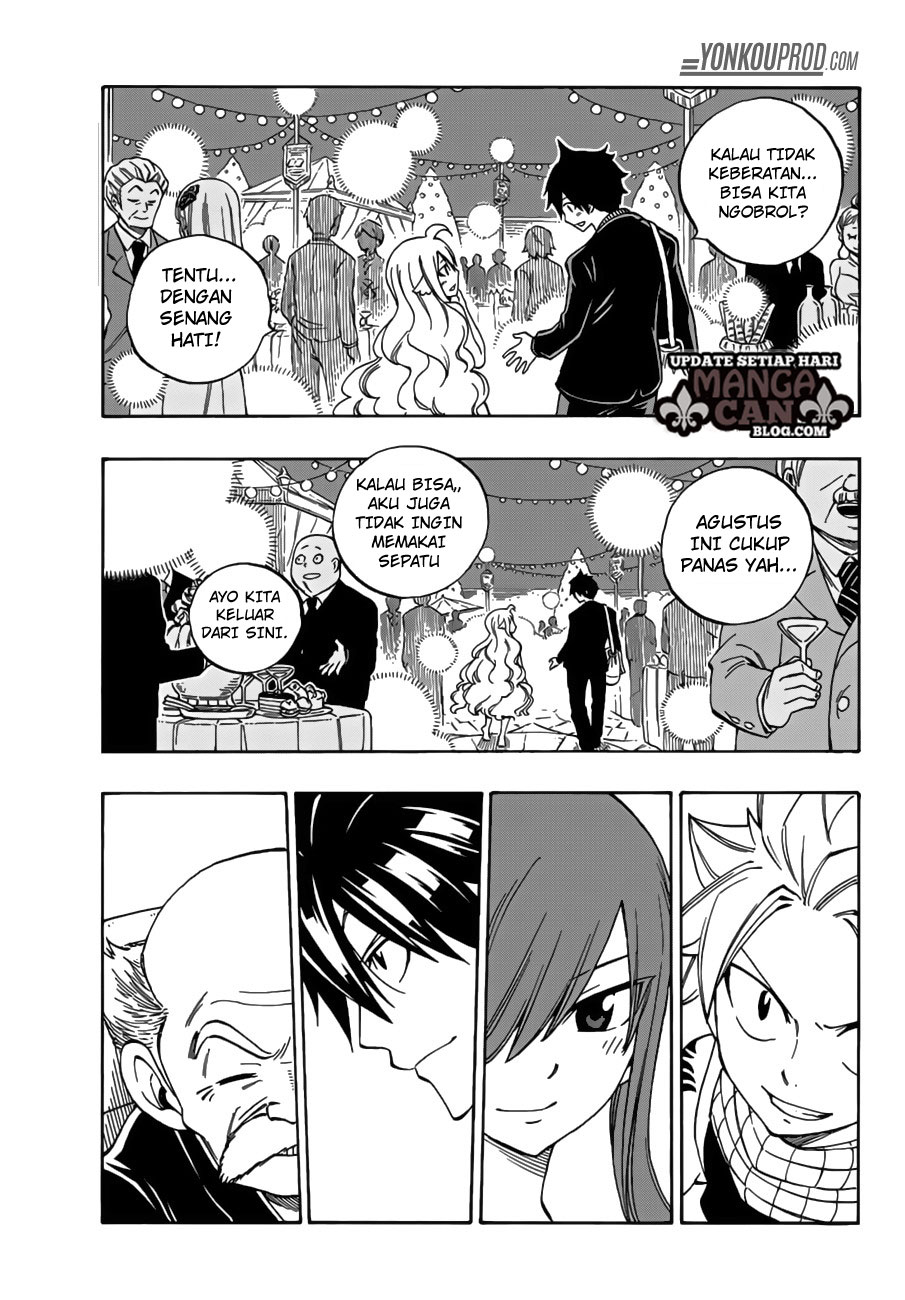 YONKOUPROD.COM
KALAU TIDAK
KEBERATAN...
BISA KITA
NGOBROL?
TENTU...
DENGAN
SENANG
HATI!
UPDATE SETIAP HARI
MANGA
CAN
BLOG.COM
AGUSTUS
INI CUKUP
PANAS YAH...
KALAU BISA,,
AKU JUGA
TIDAK INGIN
MEMAKAI
SEPATU
AYO KITA
KELUAR
DARI SINI.